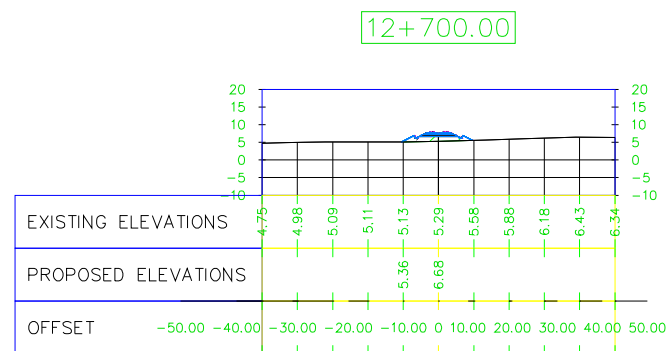 12+700.00
20 20
15 15
10 10
5 5
0 0
-5 -5
-10 -10
EXISTING ELEVATIONS 4.75 4.98 5.09 5.11 5.13 5.29 5.58 5.88 6.18 6.43 6.34
PROPOSED ELEVATIONS 5.36 6.68
OFFSET -50.00 -40.00 -30.00 -20.00 -10.00 0 10.00 20.00 30.00 40.00 50.00